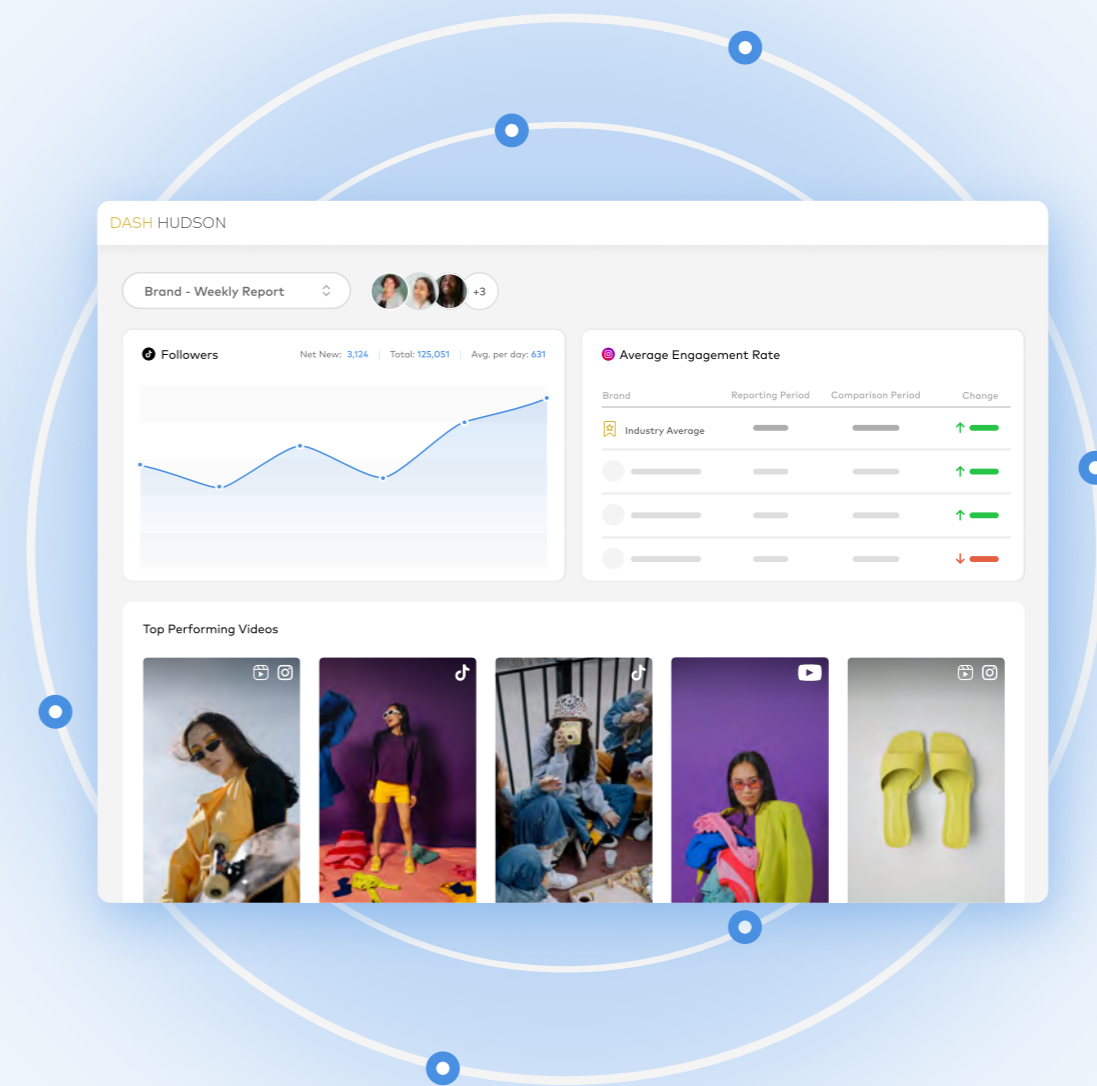 DASH HUDSON
Brand - Weekly Report
+3
Followers
Net New: 3,124 | Total: 125,051 | Avg. per day: 631
Average Engagement Rate
Brand Reporting Period Comparison Period Change
Industry Average
Top Performing Videos